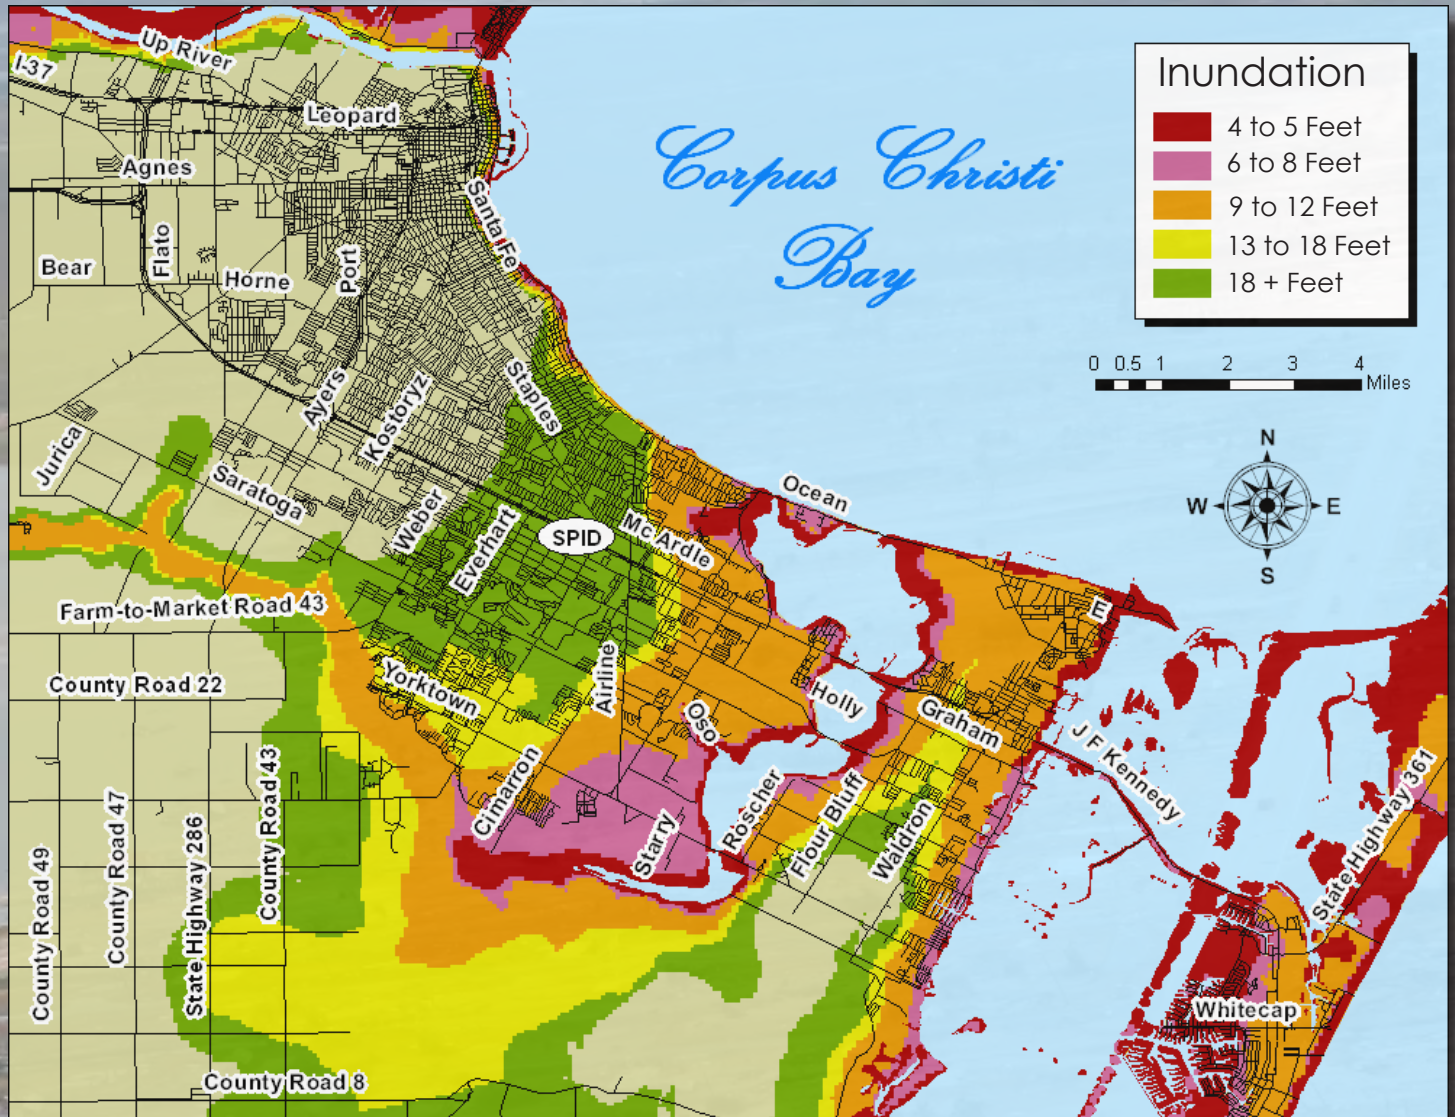 Up River
I-37
Leopard
Agnes
Santa Fe
Bear
Flato
Horne
Port
Corpus Christi
Bay
Inundation
4 to 5 Feet
6 to 8 Feet
9 to 12 Feet
13 to 18 Feet
18 + Feet
0 0.5 1 2 3 4
Miles
N
W E
S
Jurica
Ayers
Kostoryz
Staples
Saratoga
Weber
Everhart
SPID
Mc Ardle
Ocean
Farm-to-Market Road 43
E
County Road 22
Yorktown
Airline
Oso
Holly
Graham
J F Kennedy
Cimarron
Starry
Roscher
Flour Bluff
Waldron
State Highway 361
County Road 49
County Road 47
State Highway 286
County Road 43
Whitecap
County Road 8